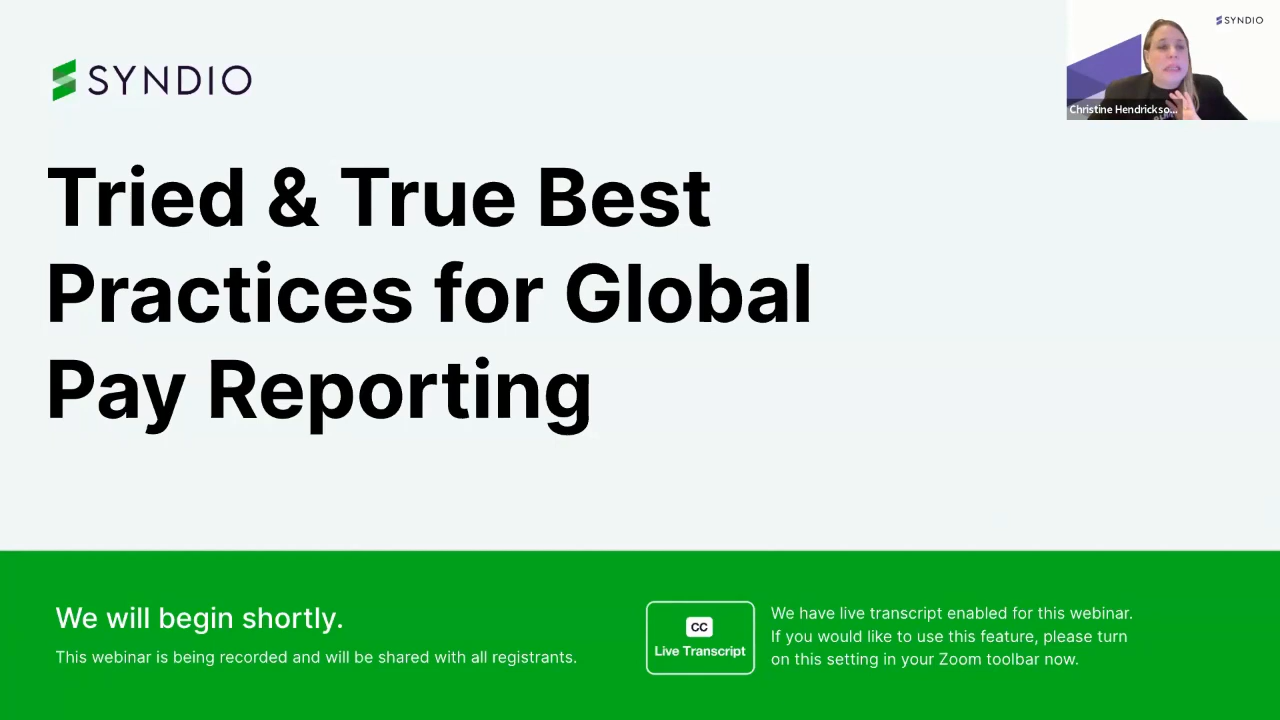 SYNDIO
SYNDIO
Christine Hendrickso...
Tried & True Best
Practices for Global
Pay Reporting
We will begin shortly.
This webinar is being recorded and will be shared with all registrants.
CC
Live Transcript
We have live transcript enabled for this webinar.
If you would like to use this feature, please turn
on this setting in your Zoom toolbar now.